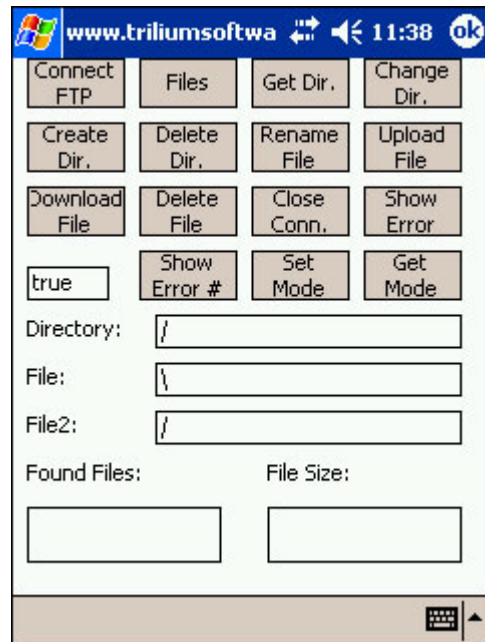 www.triliumsoftwa 11:38 ok
Connect FTP Files Get Dir. Change Dir.
Create Dir. Delete Dir. Rename File Upload File
Download File Delete File Close Conn. Show Error
true Show Error # Set Mode Get Mode
Directory: /
File: \
File2: /
Found Files: File Size: